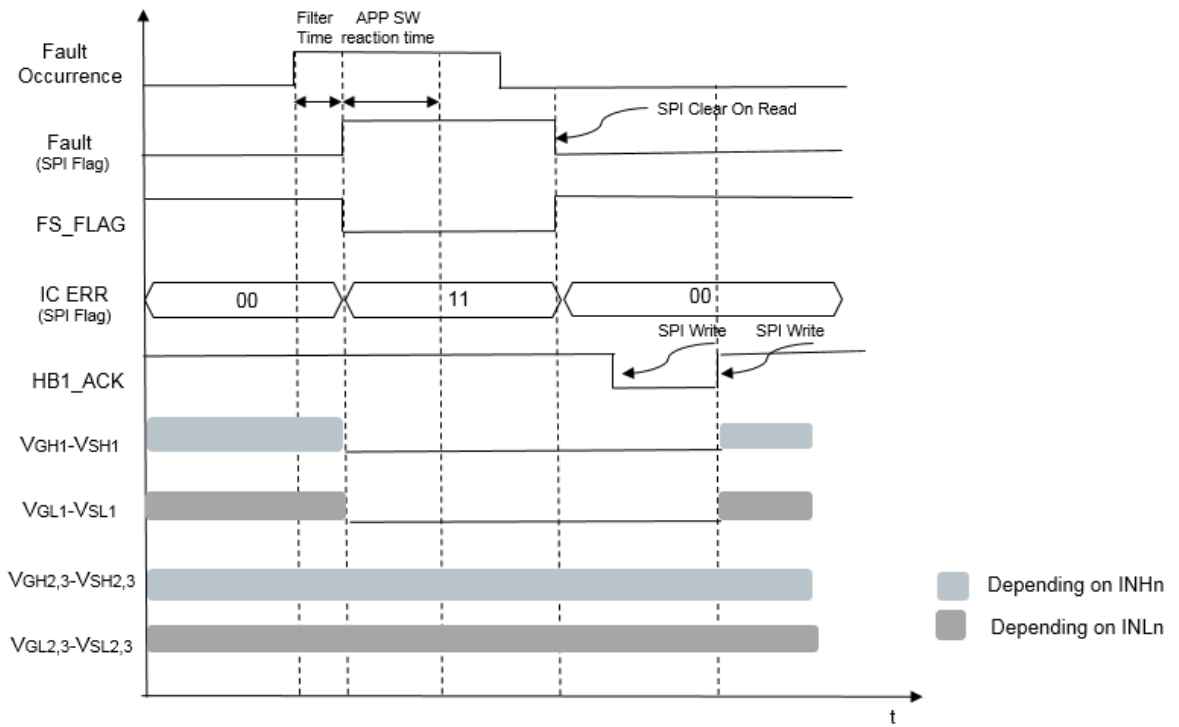 Filter APP SW
Time reaction time
Fault
Occurrence
SPI Clear On Read
Fault
(SPI Flag)
FS_FLAG
IC ERR
(SPI Flag)
00
11
00
SPI Write
SPI Write
HB1_ACK
VGH1-VSH1
VGL1-VSL1
VGH2,3-VSH2,3
VGL2,3-VSL2,3
Depending on INHn
Depending on INLn
t